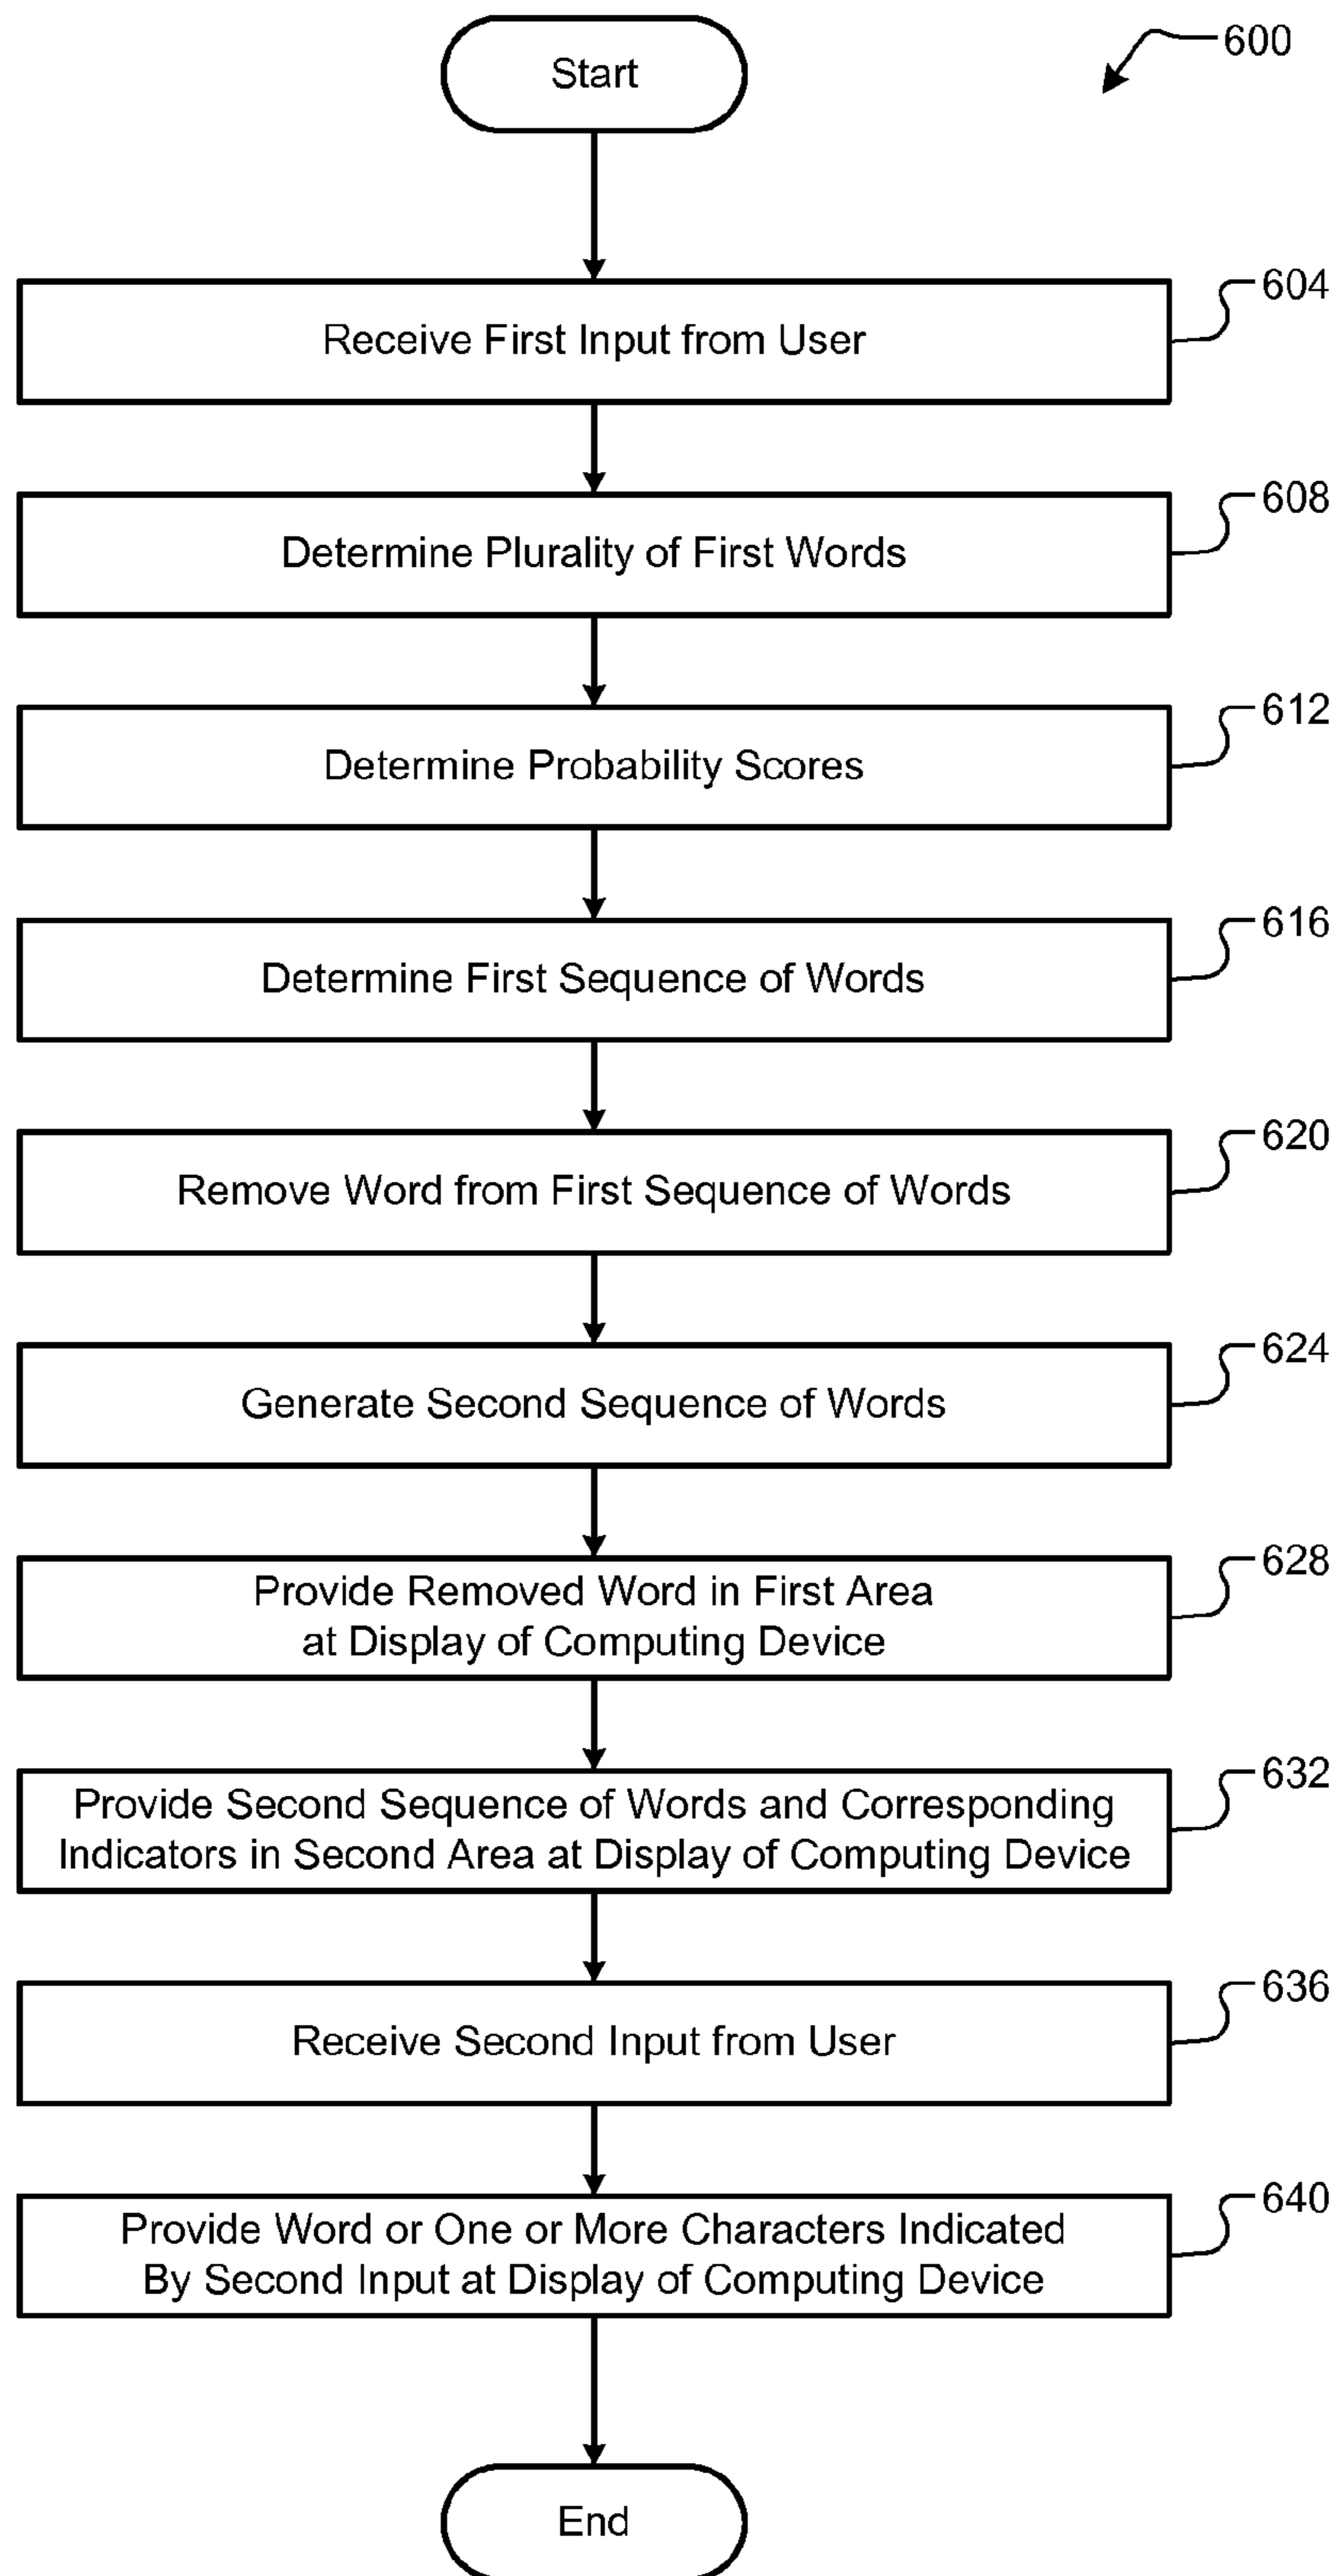 Start
600
Receive First Input from User
604
Determine Plurality of First Words
608
Determine Probability Scores
612
Determine First Sequence of Words
616
Remove Word from First Sequence of Words
620
Generate Second Sequence of Words
624
Provide Removed Word in First Area
at Display of Computing Device
628
Provide Second Sequence of Words and Corresponding
Indicators in Second Area at Display of Computing Device
632
Receive Second Input from User
636
Provide Word or One or More Characters Indicated
By Second Input at Display of Computing Device
640
End